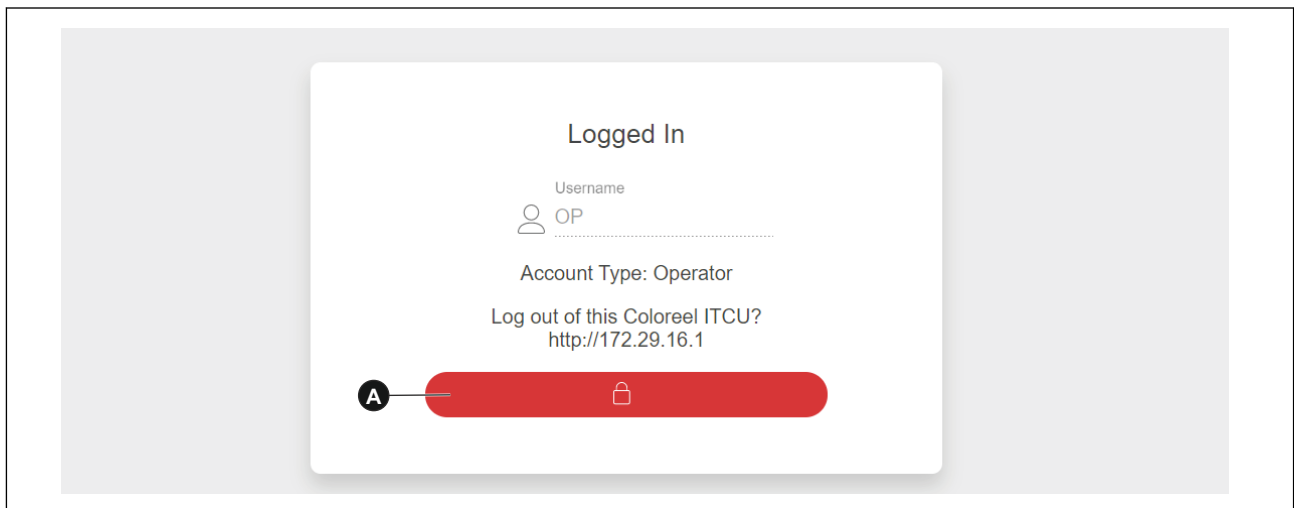 Logged In
Username
OP
Account Type: Operator
Log out of this Coloreel ITCU?
http://172.29.16.1
A